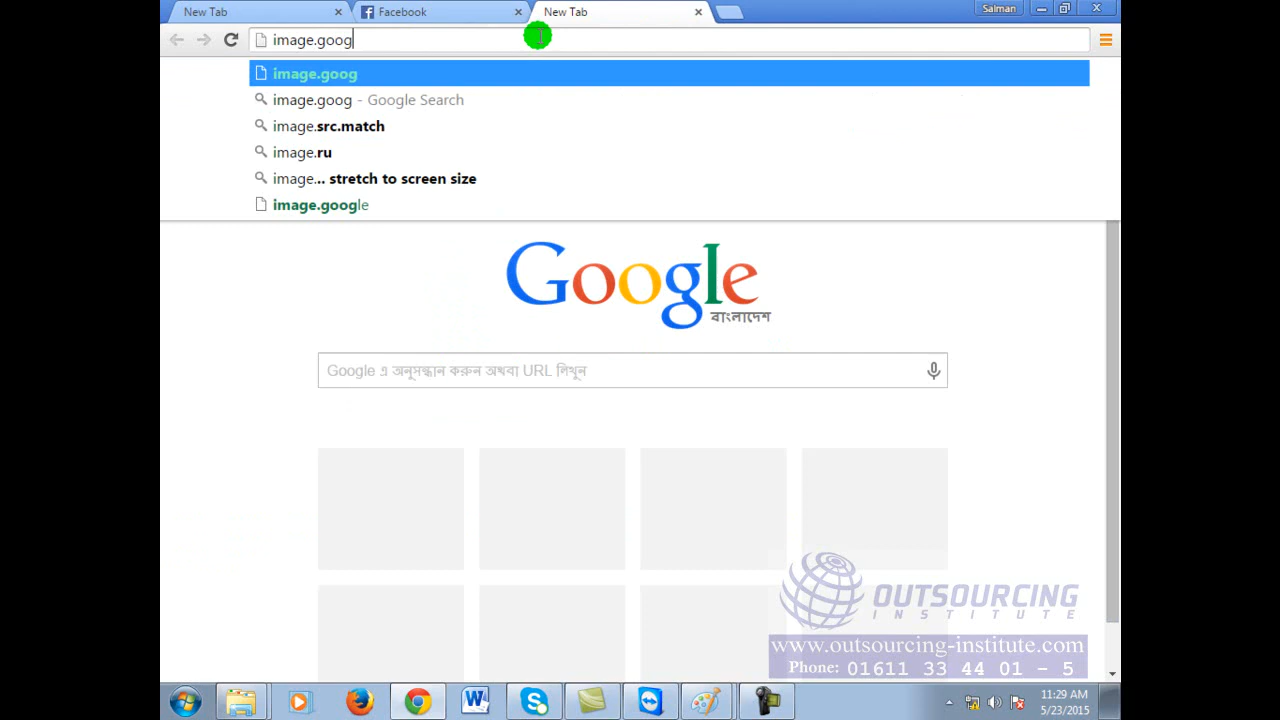 New Tab
Facebook
New Tab
Salman
image.goog
image.goog
image.goog - Google Search
image.src.match
image.ru
image... stretch to screen size
image.google
Google
বাংলাদেশ
Google এ অনুসন্ধান করুন অথবা URL লিখুন
OUTSOURCING
INSTITUTE
www.outsourcing-institute.com
Phone: 01611 33 44 01 - 5
11:29 AM
5/23/2015